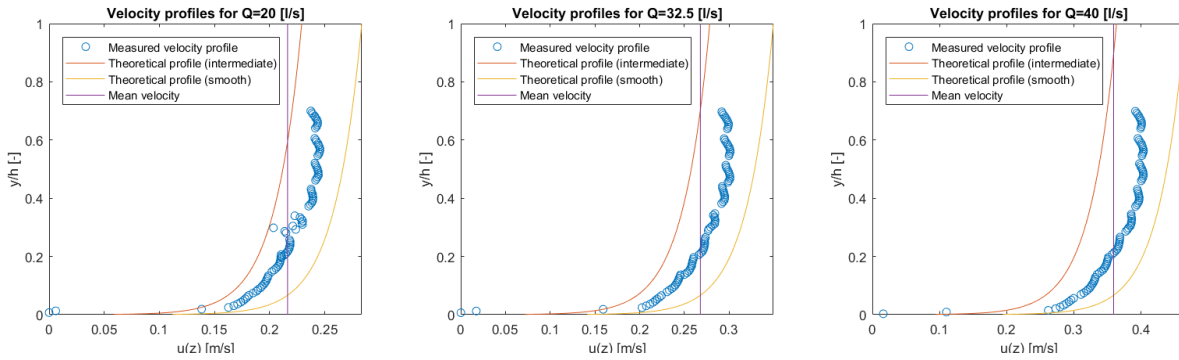 Velocity profiles for Q=20 [l/s]
Measured velocity profile
Theoretical profile (intermediate)
Theoretical profile (smooth)
Mean velocity
y/h [-]
1
0.8
0.6
0.4
0.2
0
0 0.05 0.1 0.15 0.2 0.25
u(z) [m/s]
Velocity profiles for Q=32.5 [l/s]
Measured velocity profile
Theoretical profile (intermediate)
Theoretical profile (smooth)
Mean velocity
y/h [-]
1
0.8
0.6
0.4
0.2
0
0 0.05 0.1 0.15 0.2 0.25 0.3
u(z) [m/s]
Velocity profiles for Q=40 [l/s]
Measured velocity profile
Theoretical profile (intermediate)
Theoretical profile (smooth)
Mean velocity
y/h [-]
1
0.8
0.6
0.4
0.2
0
0 0.1 0.2 0.3 0.4
u(z) [m/s]